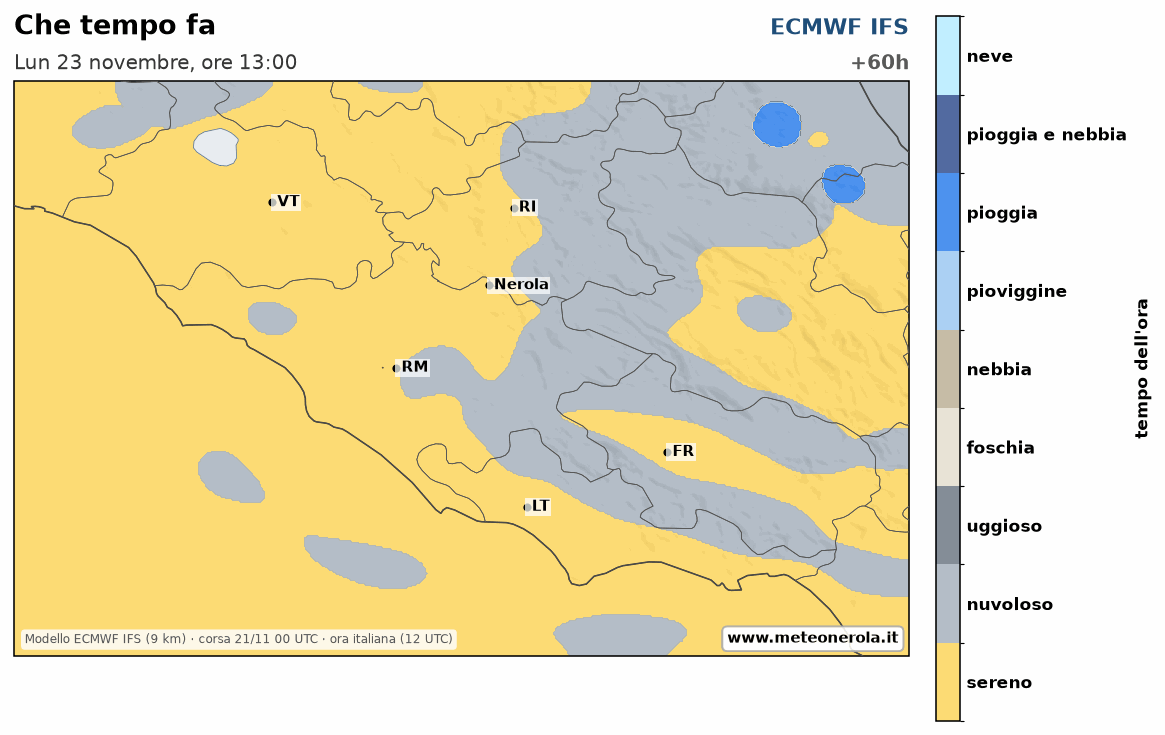 Che tempo fa
ECMWF IFS
Lun 23 novembre, ore 13:00
+60h
VT
RI
Nerola
RM
FR
LT
Modello ECMWF IFS (9 km) · corsa 21/11 00 UTC · ora italiana (12 UTC)
www.meteonerola.it
neve
pioggia e nebbia
pioggia
pioviggine
nebbia
foschia
uggioso
nuvoloso
sereno
tempo dell'ora